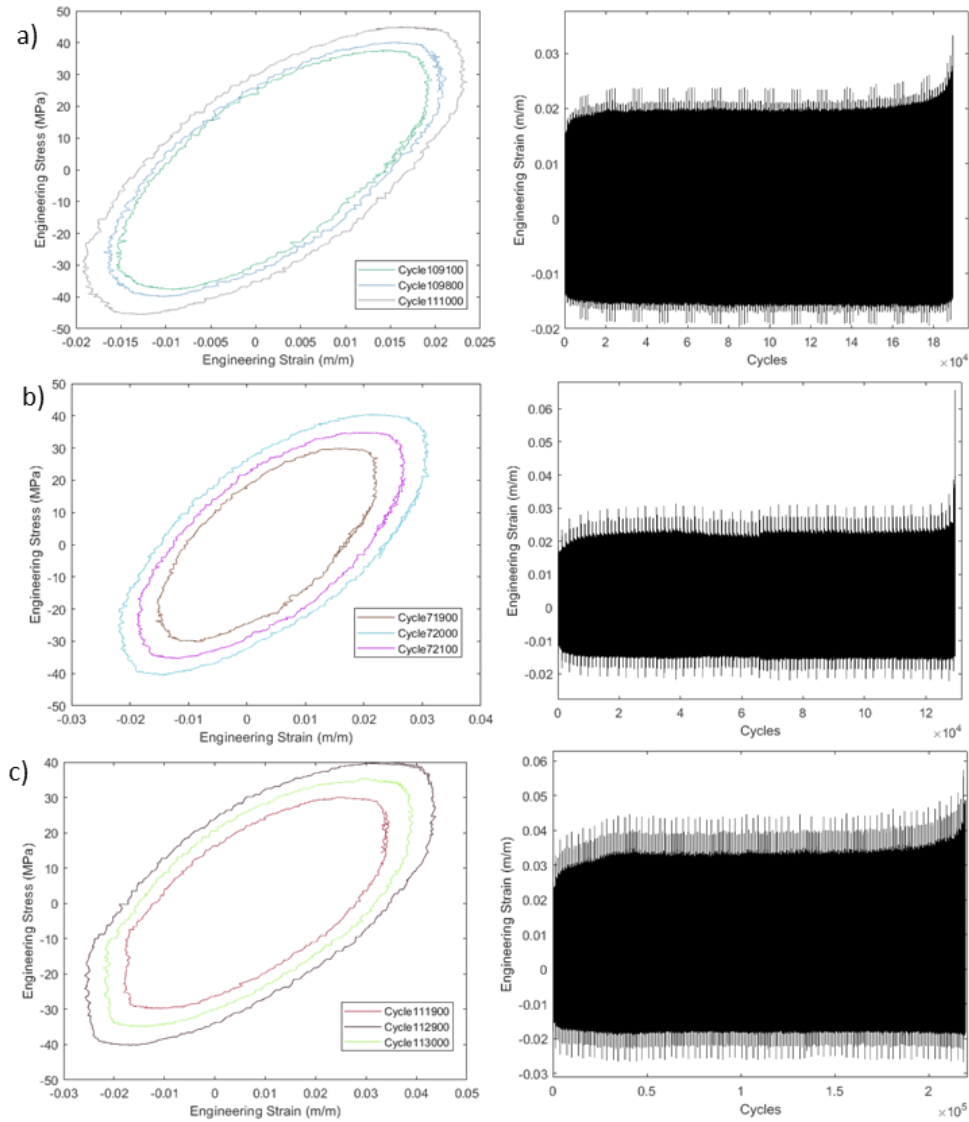 a)
50
40
30
20
10
0
-10
-20
-30
-40
-50
Engineering Stress (MPa)
Cycle109100
Cycle109800
Cycle111000
-0.02 -0.015 -0.01 -0.005 0 0.005 0.01 0.015 0.02 0.025
Engineering Strain (m/m)
0.03
0.02
0.01
0
-0.01
-0.02
Engineering Strain (m/m)
0 2 4 6 8 10 12 14 16 18
Cycles
×10⁴
b)
50
40
30
20
10
0
-10
-20
-30
-40
-50
Engineering Stress (MPa)
Cycle71900
Cycle72000
Cycle72100
-0.03 -0.02 -0.01 0 0.01 0.02 0.03 0.04
Engineering Strain (m/m)
0.06
0.05
0.04
0.03
0.02
0.01
0
-0.01
-0.02
Engineering Strain (m/m)
0 2 4 6 8 10 12
Cycles
×10⁴
c)
40
30
20
10
0
-10
-20
-30
-40
-50
Engineering Stress (MPa)
Cycle111900
Cycle112900
Cycle113000
-0.03 -0.02 -0.01 0 0.01 0.02 0.03 0.04 0.05
Engineering Strain (m/m)
0.06
0.05
0.04
0.03
0.02
0.01
0
-0.01
-0.02
-0.03
Engineering Strain (m/m)
0 0.5 1 1.5 2
Cycles
×10⁵